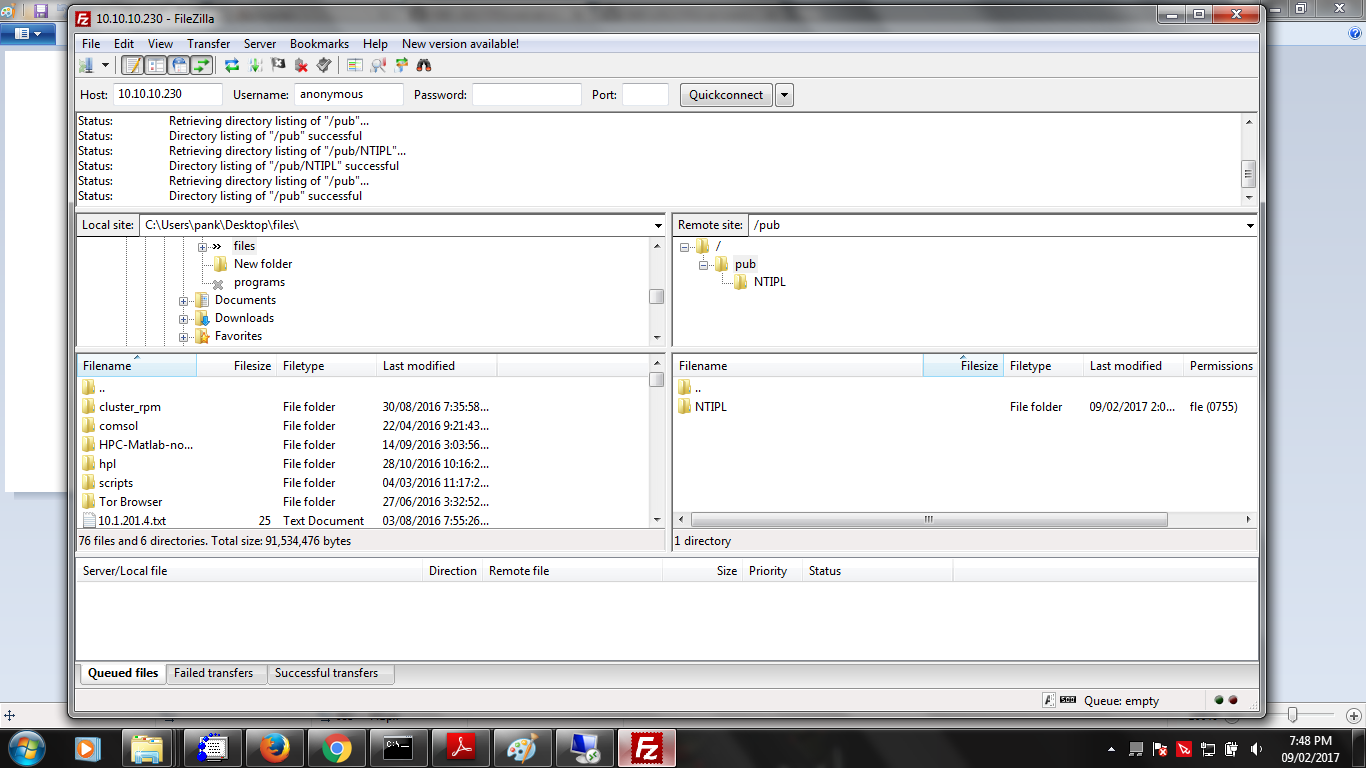 10.10.10.230 - FileZilla
File Edit View Transfer Server Bookmarks Help New version available!
Host: 10.10.10.230 Username: anonymous Password: Port: Quickconnect
Status: Retrieving directory listing of "/pub"...
Status: Directory listing of "/pub" successful
Status: Retrieving directory listing of "/pub/NTIPL"...
Status: Directory listing of "/pub/NTIPL" successful
Status: Retrieving directory listing of "/pub"...
Status: Directory listing of "/pub" successful
Local site: C:\Users\pank\Desktop\files\
files
New folder
programs
Documents
Downloads
Favorites
Remote site: /pub
/
pub
NTIPL
Filename Filesize Filetype Last modified
..
cluster_rpm File folder 30/08/2016 7:35:58...
comsol File folder 22/04/2016 9:21:43...
HPC-Matlab-no... File folder 14/09/2016 3:03:56...
hpl File folder 28/10/2016 10:16:2...
scripts File folder 04/03/2016 11:17:2...
Tor Browser File folder 27/06/2016 3:32:52...
10.1.201.4.txt 25 Text Document 03/08/2016 7:55:26...
76 files and 6 directories. Total size: 91,534,476 bytes
Filename Filesize Filetype Last modified Permissions
..
NTIPL File folder 09/02/2017 2:0... fle (0755)
1 directory
Server/Local file Direction Remote file Size Priority Status
Queued files Failed transfers Successful transfers
Queue: empty
7:48 PM
09/02/2017